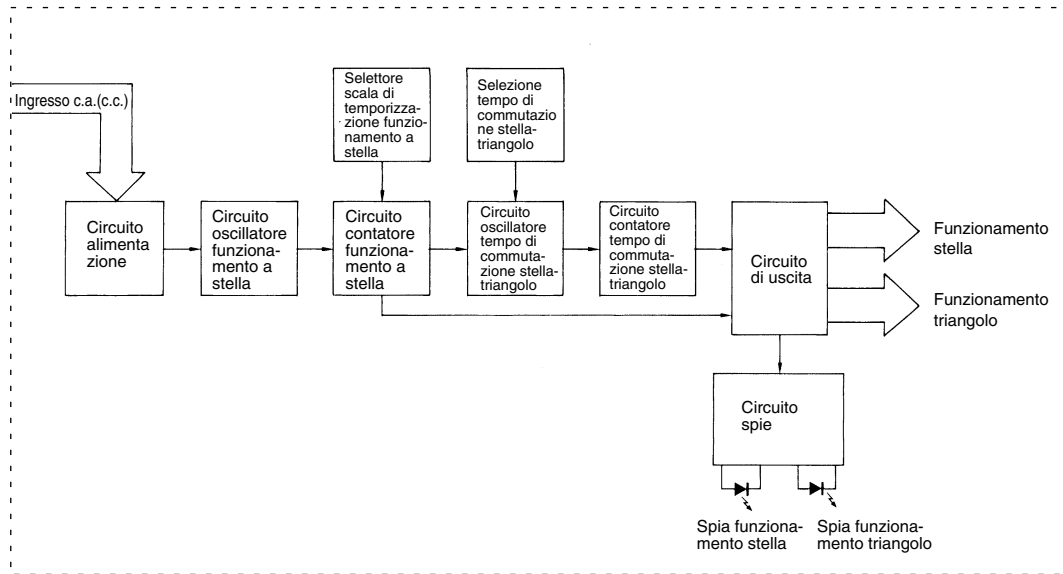 Ingresso c.a.(c.c.)
Selettore
scala di
temporizza-
zione funzio-
namento a
stella
Selezione
tempo di
commutazio
ne stella-
triangolo
Circuito
alimenta
zione
Circuito
oscillatore
funziona-
mento a
stella
Circuito
contatore
funziona-
mento a
stella
Circuito
oscillatore
tempo di
commuta-
zione stella-
triangolo
Circuito
contatore
tempo di
commuta-
zione stella-
triangolo
Circuito
di uscita
Funzionamento
stella
Funzionamento
triangolo
Circuito
spie
Spia funziona-
mento stella
Spia funziona-
mento triangolo